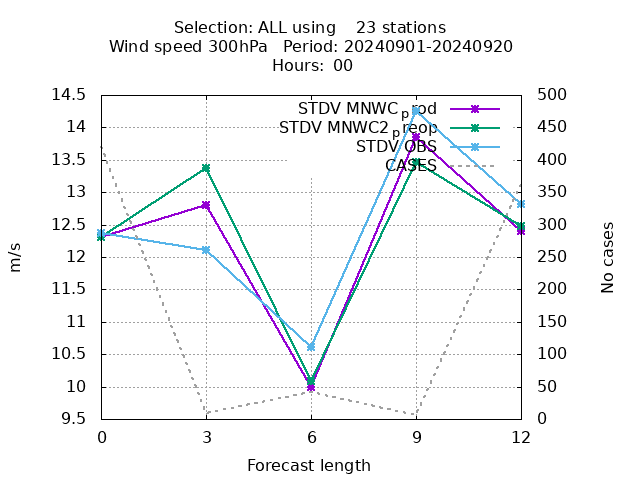 Selection: ALL using    23 stations
Wind speed 300hPa   Period: 20240901-20240920
Hours:  00
14.5
14
13.5
13
12.5
12
11.5
11
10.5
10
9.5
m/s
500
450
400
350
300
250
200
150
100
50
0
No cases
STDV MNWC_prod
STDV MNWC2_preop
STDV OBS
CASES
0
3
6
9
12
Forecast length